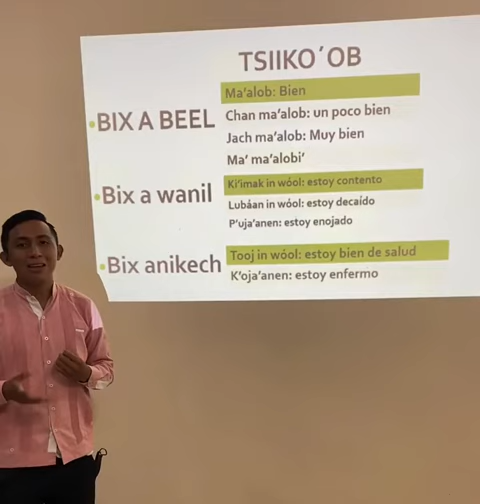 TSIIKO´OB
•BIX A BEEL
Ma'alob: Bien
Chan ma'alob: un poco bien
Jach ma'alob: Muy bien
Ma' ma'alobi'
•Bix a wanil
Ki'imak in wóol: estoy contento
Lubáan in wóol: estoy decaído
P'uja'anen: estoy enojado
•Bix anikech
Tooj in wóol: estoy bien de salud
K'oja'anen: estoy enfermo